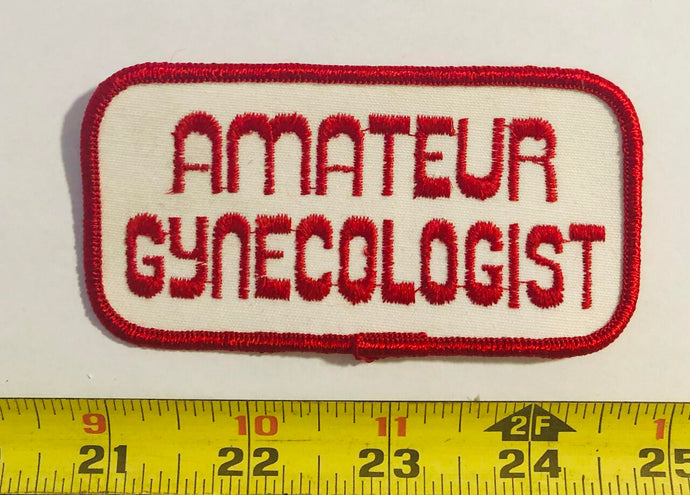 AMATEUR
GYNECOLOGIST
9 10 11 2F 1
21 22 23 24 25